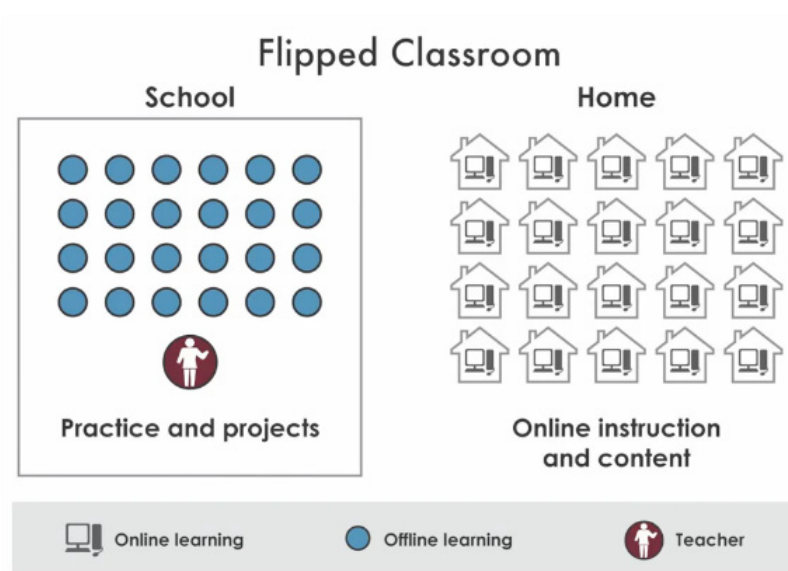 Flipped Classroom
School
Home
Practice and projects
Online instruction
and content
Online learning
Offline learning
Teacher